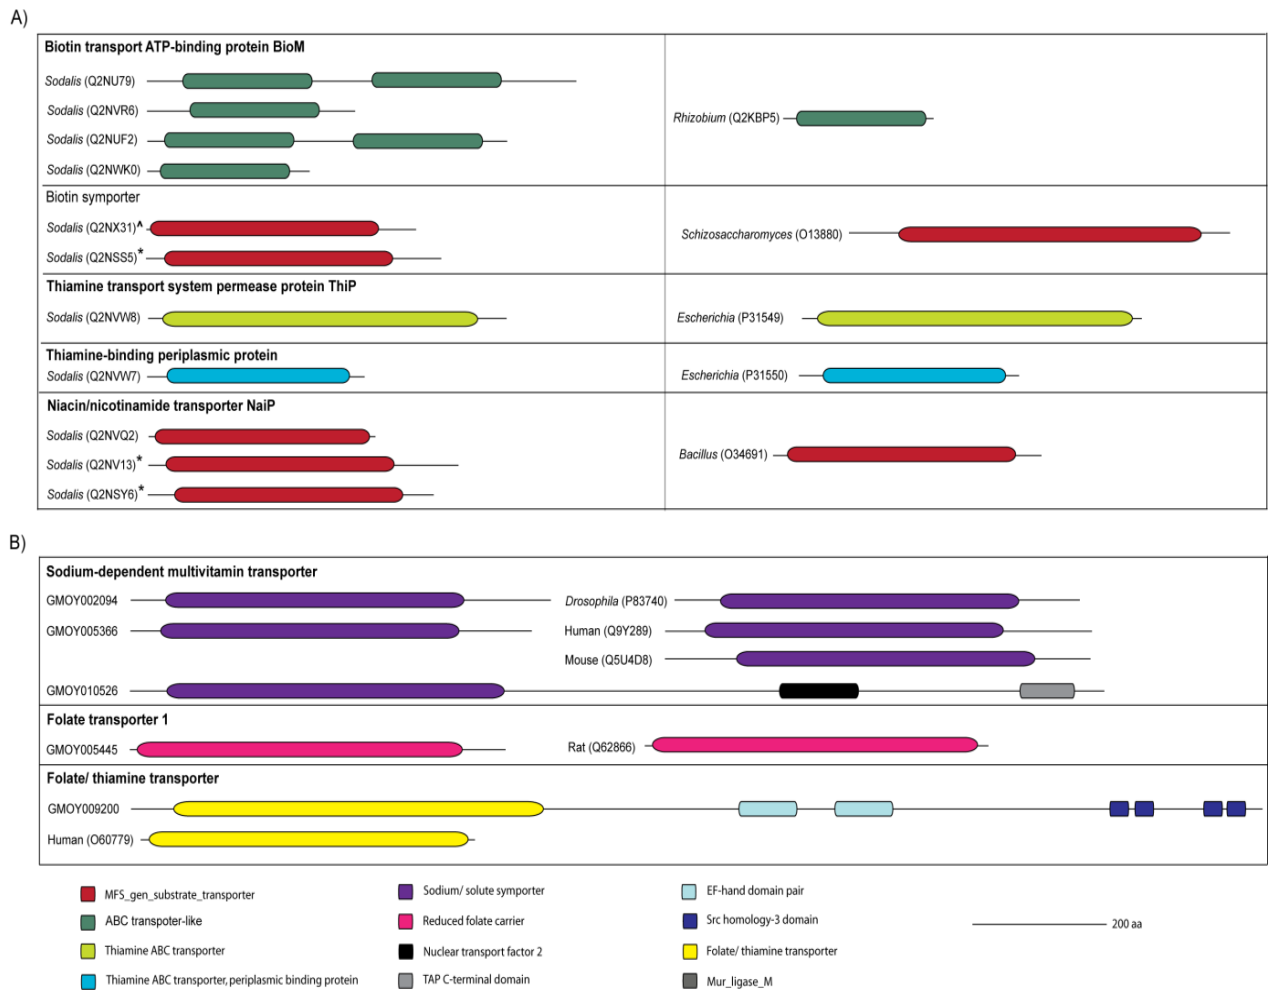 A)
Biotin transport ATP-binding protein BioM
Sodalis (Q2NU79)
Sodalis (Q2NVR6)
Sodalis (Q2NUF2)
Sodalis (Q2NWK0)
Rhizobium (Q2KBP5)
Biotin symporter
Sodalis (Q2NX31)^
Sodalis (Q2NSS5)*
Schizosaccharomyces (O13880)
Thiamine transport system permease protein ThiP
Sodalis (Q2NVW8)
Escherichia (P31549)
Thiamine-binding periplasmic protein
Sodalis (Q2NVW7)
Escherichia (P31550)
Niacin/nicotinamide transporter NaiP
Sodalis (Q2NVQ2)
Sodalis (Q2NV13)*
Sodalis (Q2NSY6)*
Bacillus (O34691)
B)
Sodium-dependent multivitamin transporter
GMOY002094
Drosophila (P83740)
GMOY005366
Human (Q9Y289)
Mouse (Q5U4D8)
GMOY010526
Folate transporter 1
GMOY005445
Rat (Q62866)
Folate/ thiamine transporter
GMOY009200
Human (O60779)
MFS_gen_substrate_transporter
ABC transpoter-like
Thiamine ABC transporter
Thiamine ABC transporter, periplasmic binding protein
Sodium/ solute symporter
Reduced folate carrier
Nuclear transport factor 2
TAP C-terminal domain
EF-hand domain pair
Src homology-3 domain
Folate/ thiamine transporter
Mur_ligase_M
200 aa